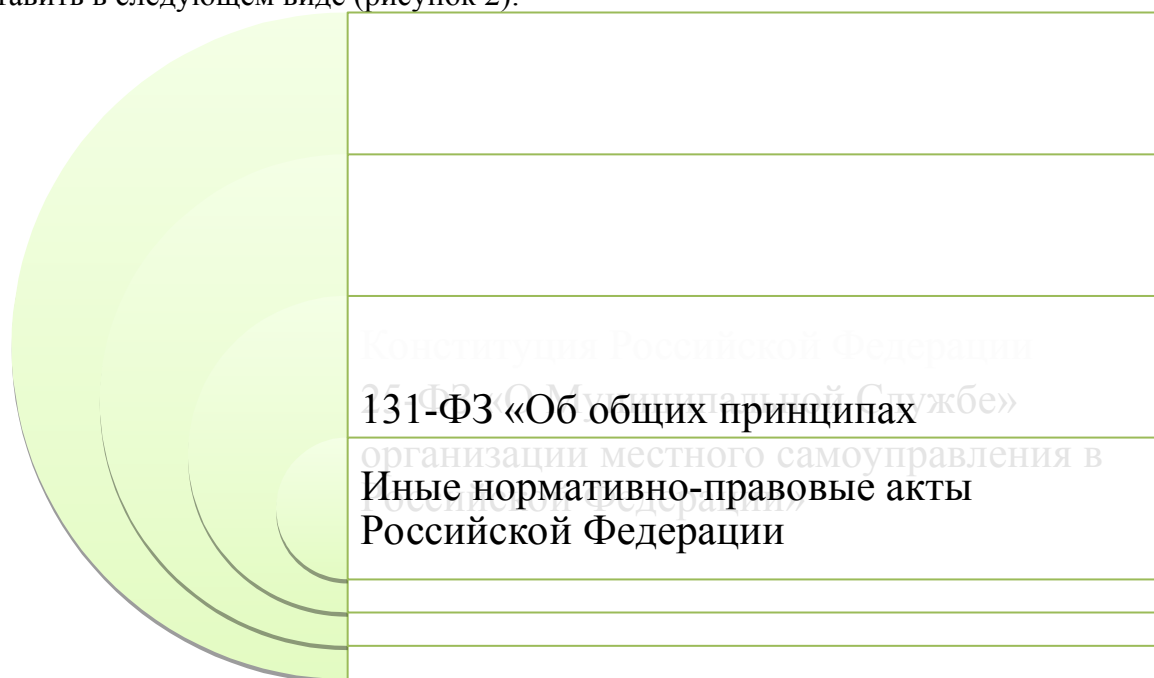 тавить в следующем виде (рисунок 2):
Конституция Российской Федерации
25-ФЗ «О Муниципальной Службе»
131-ФЗ «Об общих принципах
организации местного самоуправления в
Российской Федерации»
Иные нормативно-правовые акты
Российской Федерации